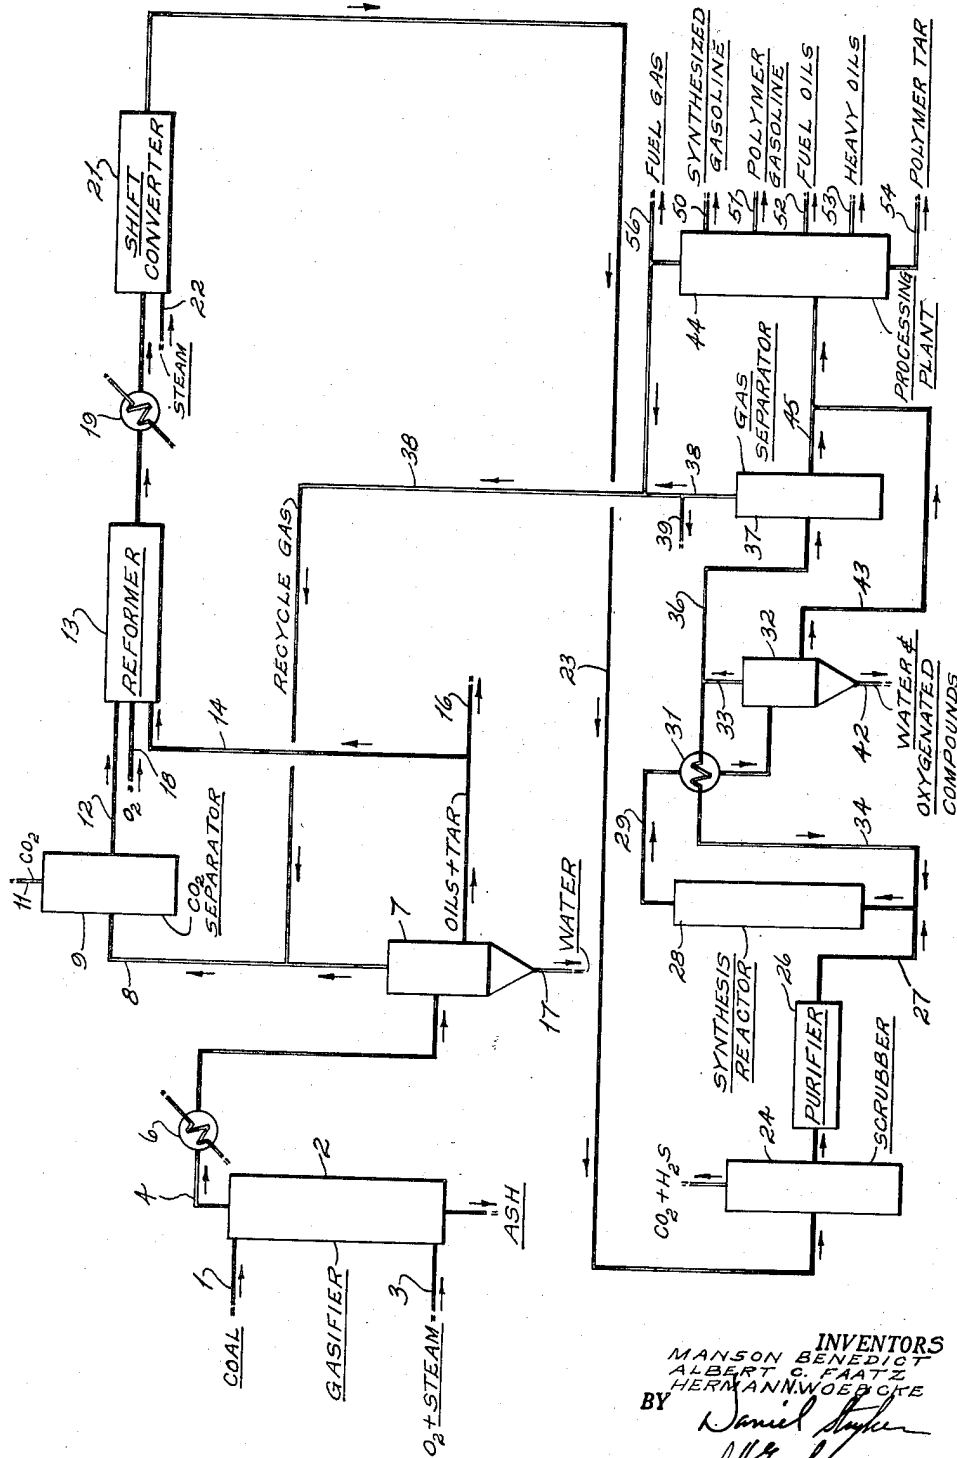 COAL
1
GASIFIER
2
O₂+STEAM
3
ASH
4
6
7
17
WATER
OILS+TAR
16
8
9
11
CO₂
CO₂
SEPARATOR
12
O₂
18
14
13
REFORMER
19
STEAM
22
21
SHIFT
CONVERTER
RECYCLE GAS
38
23
CO₂+H₂S
24
SCRUBBER
26
PURIFIER
27
SYNTHESIS
REACTOR
28
29
31
34
33
32
42
WATER &
OXYGENATED
COMPOUNDS
43
36
37
39
38
GAS
SEPARATOR
45
44
PROCESSING
PLANT
56
FUEL GAS
50
SYNTHESIZED
GASOLINE
51
POLYMER
GASOLINE
52
FUEL OILS
53
HEAVY OILS
54
POLYMER TAR
INVENTORS
MANSON BENEDICT
ALBERT C. FAATZ
HERMANN N. WOEBCKE
BY
Daniel Stryker